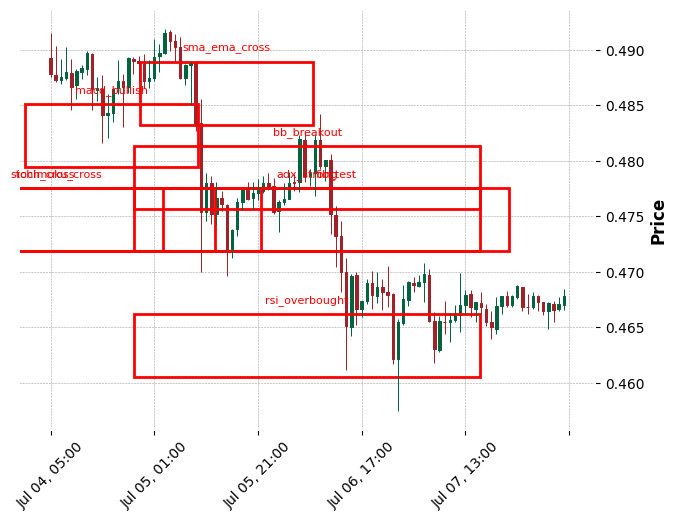 sma_ema_cross
0.490
macd_bullish
0.485
bb_breakout
0.480
0.475
Price
0.470
rsi_overbought
0.465
0.460
Jul 04, 05:00
Jul 05, 01:00
Jul 05, 21:00
Jul 06, 17:00
Jul 07, 13:00